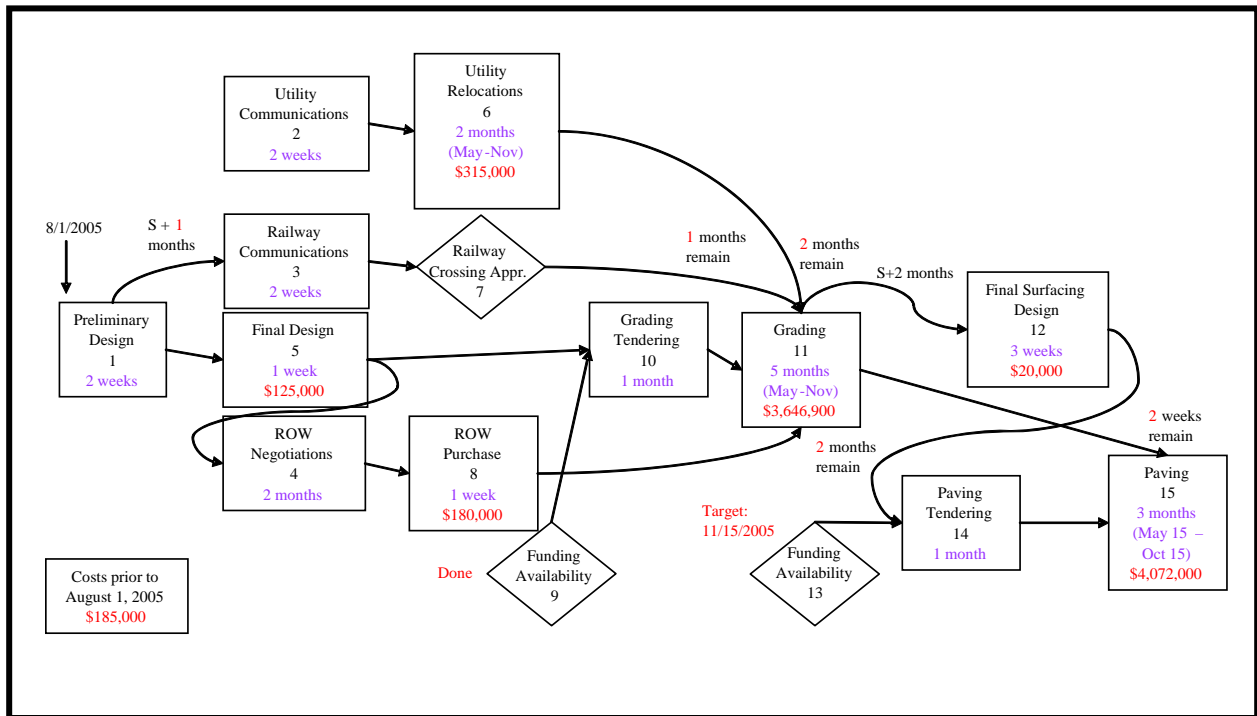 Utility
Communications
2
2 weeks
Utility
Relocations
6
2 months
(May-Nov)
$315,000
8/1/2005
S + 1
months
Railway
Communications
3
2 weeks
Railway
Crossing Appr.
7
1 months
remain
2 months
remain
S+2 months
Preliminary
Design
1
2 weeks
Final Design
5
1 week
$125,000
Grading
Tendering
10
1 month
Grading
11
5 months
(May-Nov)
$3,646,900
Final Surfacing
Design
12
3 weeks
$20,000
ROW
Negotiations
4
2 months
ROW
Purchase
8
1 week
$180,000
2 months
remain
2 weeks
remain
Target:
11/15/2005
Paving
Tendering
14
1 month
Paving
15
3 months
(May 15 –
Oct 15)
$4,072,000
Costs prior to
August 1, 2005
$185,000
Done
Funding
Availability
9
Funding
Availability
13